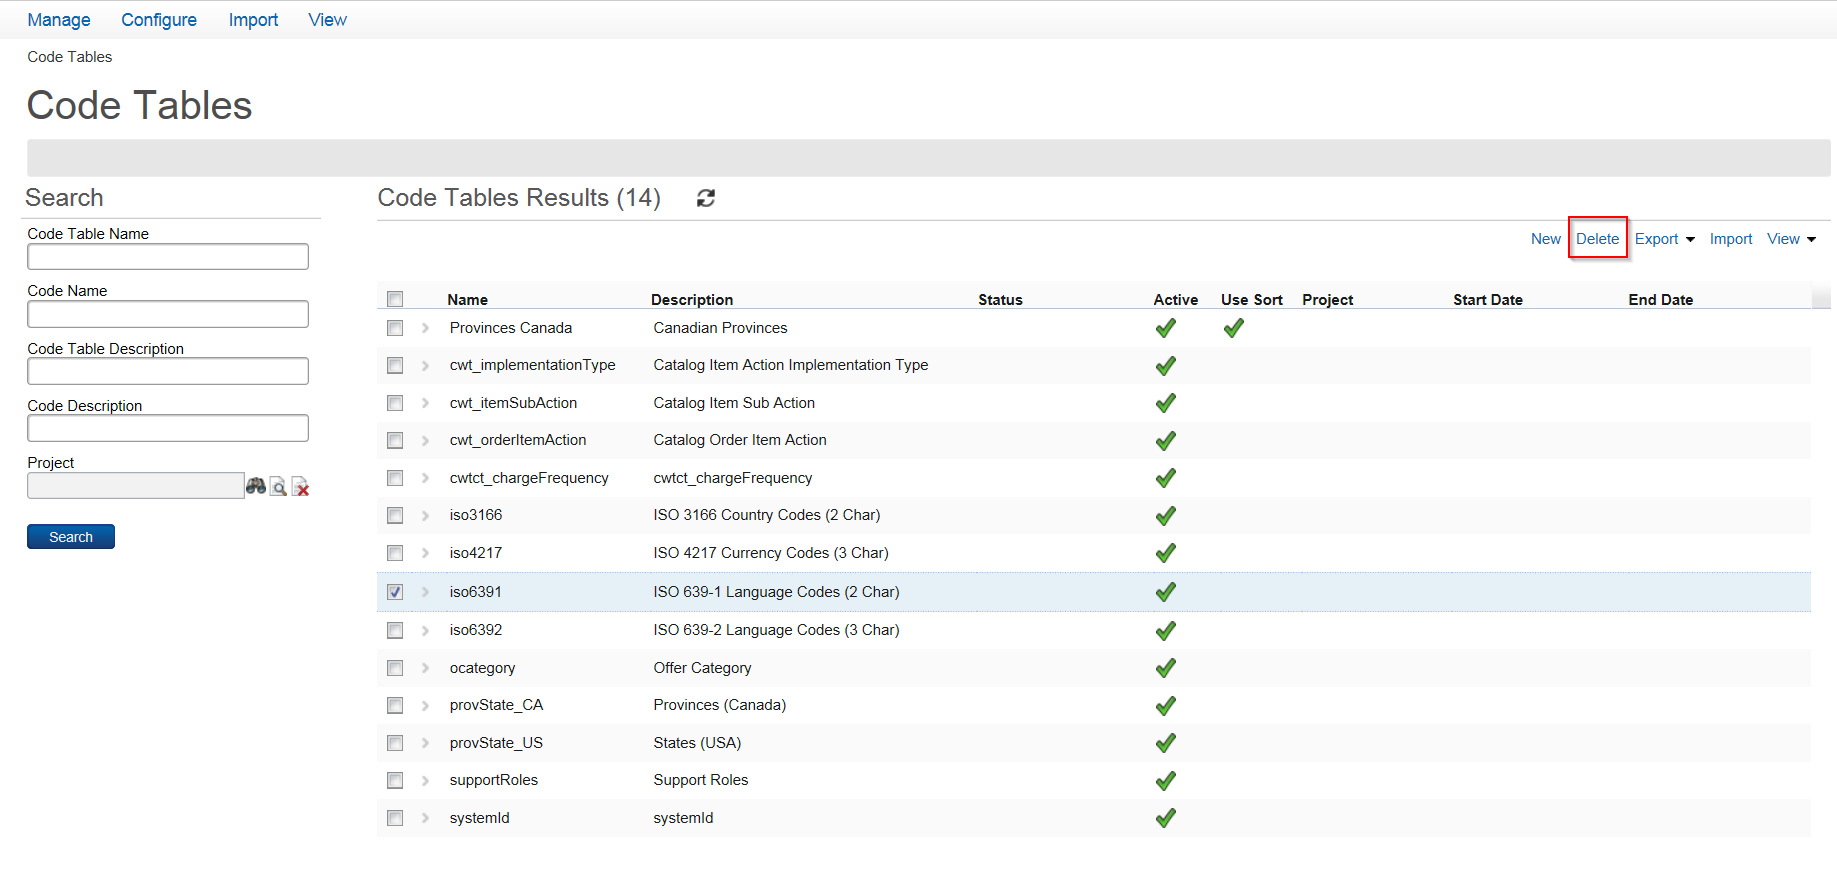 Manage Configure Import View
Code Tables
Code Tables
Search
Code Table Name
Code Name
Code Table Description
Code Description
Project
Search
Code Tables Results (14)
New Delete Export Import View
Name Description Status Active Use Sort Project Start Date End Date
Provinces Canada Canadian Provinces
cwt_implementationType Catalog Item Action Implementation Type
cwt_itemSubAction Catalog Item Sub Action
cwt_orderItemAction Catalog Order Item Action
cwtct_chargeFrequency cwtct_chargeFrequency
iso3166 ISO 3166 Country Codes (2 Char)
iso4217 ISO 4217 Currency Codes (3 Char)
iso6391 ISO 639-1 Language Codes (2 Char)
iso6392 ISO 639-2 Language Codes (3 Char)
ocategory Offer Category
provState_CA Provinces (Canada)
provState_US States (USA)
supportRoles Support Roles
systemId systemId